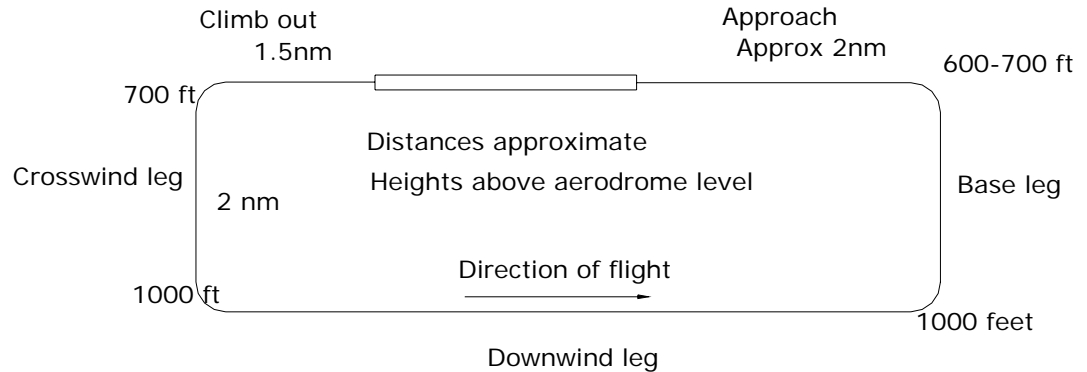 Climb out
1.5nm
Approach
Approx 2nm
600-700 ft
700 ft
Distances approximate
Heights above aerodrome level
Crosswind leg
2 nm
Base leg
Direction of flight
1000 ft
1000 feet
Downwind leg